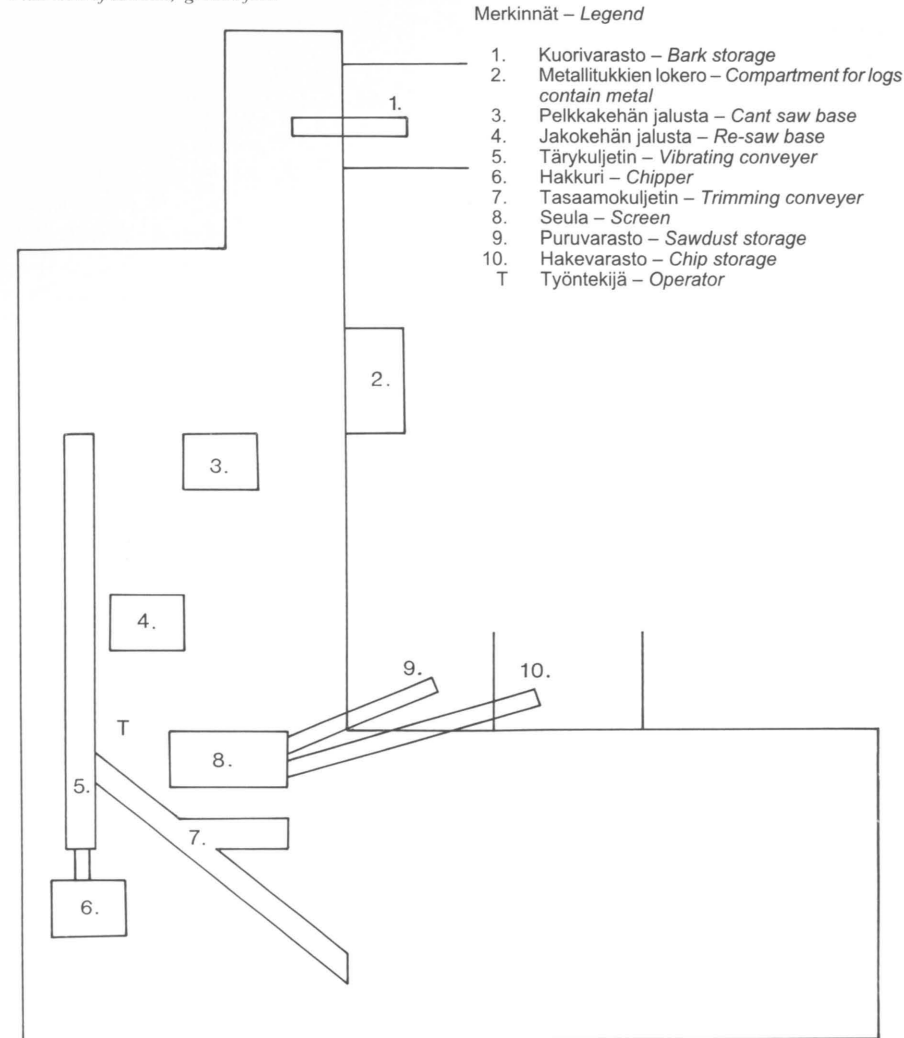 Merkinnät – Legend
1. Kuorivarasto – Bark storage
2. Metallitukkien lokero – Compartment for logs
contain metal
3. Pelkkakehän jalusta – Cant saw base
4. Jakokehän jalusta – Re-saw base
5. Tärykuljetin – Vibrating conveyer
6. Hakkuri – Chipper
7. Tasaamokuljetin – Trimming conveyer
8. Seula – Screen
9. Puruvarasto – Sawdust storage
10. Hakevarasto – Chip storage
T Työntekijä – Operator
1.
2.
3.
4.
9.
10.
T
8.
5.
7.
6.